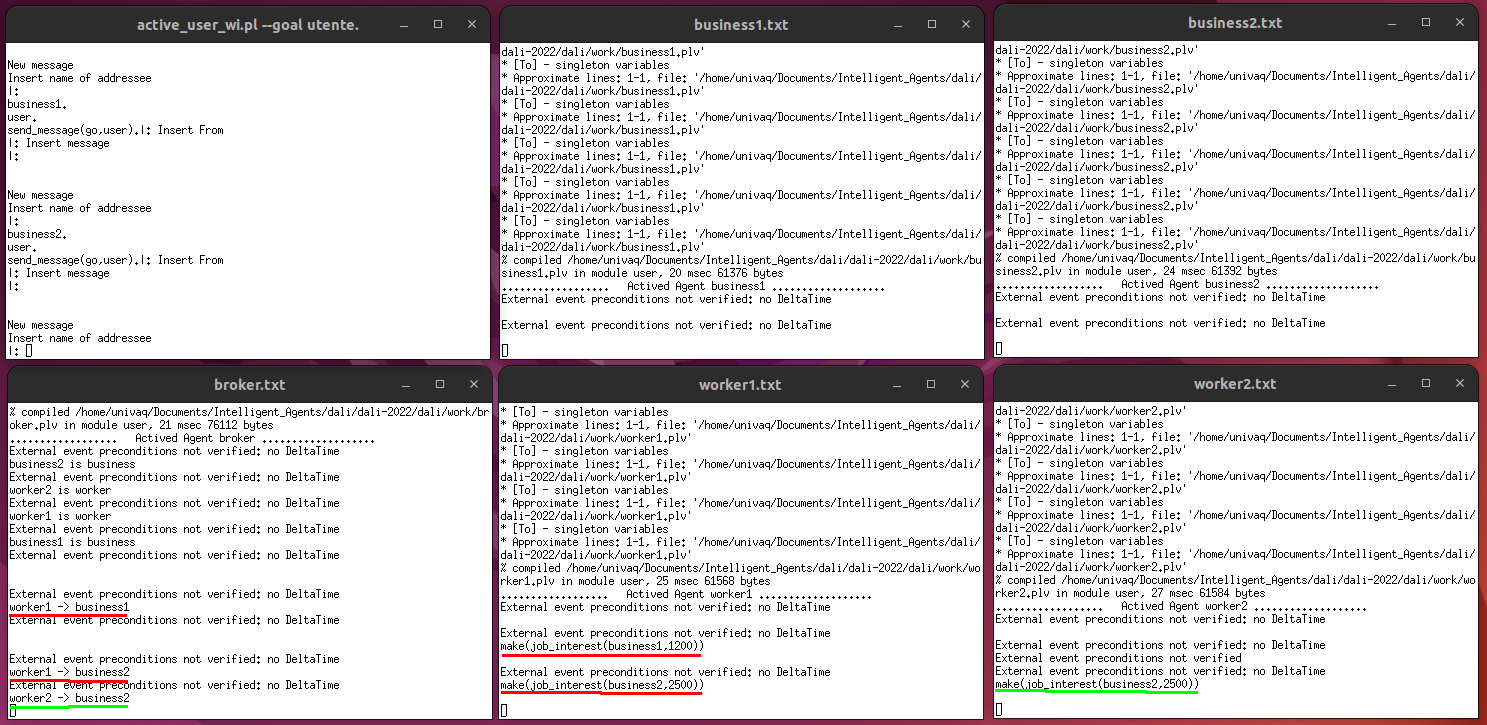 active_user_wi.pl --goal utente.
New message
Insert name of addressee
|:
business1.
user.
send_message(go,user).|: Insert From
|: Insert message
|:
New message
Insert name of addressee
|:
business2.
user.
send_message(go,user).|: Insert From
|: Insert message
|:
New message
Insert name of addressee
|:
business1.txt
dali-2022/dali/work/business1.plv'
* [To] - singleton variables
* Approximate lines: 1-1, file: '/home/univaq/Documents/Intelligent_Agents/dali/
dali-2022/dali/work/business1.plv'
* [To] - singleton variables
* Approximate lines: 1-1, file: '/home/univaq/Documents/Intelligent_Agents/dali/
dali-2022/dali/work/business1.plv'
* [To] - singleton variables
* Approximate lines: 1-1, file: '/home/univaq/Documents/Intelligent_Agents/dali/
dali-2022/dali/work/business1.plv'
* [To] - singleton variables
* Approximate lines: 1-1, file: '/home/univaq/Documents/Intelligent_Agents/dali/
dali-2022/dali/work/business1.plv'
* [To] - singleton variables
* Approximate lines: 1-1, file: '/home/univaq/Documents/Intelligent_Agents/dali/
dali-2022/dali/work/business1.plv'
% compiled /home/univaq/Documents/Intelligent_Agents/dali/dali-2022/dali/work/bu
siness1.plv in module user, 20 msec 61376 bytes
.................. Actived Agent business1 ...................
External event preconditions not verified: no DeltaTime
External event preconditions not verified: no DeltaTime
business2.txt
dali-2022/dali/work/business2.plv'
* [To] - singleton variables
* Approximate lines: 1-1, file: '/home/univaq/Documents/Intelligent_Agents/dali/
dali-2022/dali/work/business2.plv'
* [To] - singleton variables
* Approximate lines: 1-1, file: '/home/univaq/Documents/Intelligent_Agents/dali/
dali-2022/dali/work/business2.plv'
* [To] - singleton variables
* Approximate lines: 1-1, file: '/home/univaq/Documents/Intelligent_Agents/dali/
dali-2022/dali/work/business2.plv'
* [To] - singleton variables
* Approximate lines: 1-1, file: '/home/univaq/Documents/Intelligent_Agents/dali/
dali-2022/dali/work/business2.plv'
* [To] - singleton variables
* Approximate lines: 1-1, file: '/home/univaq/Documents/Intelligent_Agents/dali/
dali-2022/dali/work/business2.plv'
% compiled /home/univaq/Documents/Intelligent_Agents/dali/dali-2022/dali/work/bu
siness2.plv in module user, 24 msec 61392 bytes
.................. Actived Agent business2 ...................
External event preconditions not verified: no DeltaTime
External event preconditions not verified: no DeltaTime
broker.txt
% compiled /home/univaq/Documents/Intelligent_Agents/dali/dali-2022/dali/work/br
oker.plv in module user, 21 msec 76112 bytes
.................. Actived Agent broker ...................
External event preconditions not verified: no DeltaTime
business2 is business
External event preconditions not verified: no DeltaTime
worker2 is worker
External event preconditions not verified: no DeltaTime
worker1 is worker
External event preconditions not verified: no DeltaTime
business1 is business
External event preconditions not verified: no DeltaTime
External event preconditions not verified: no DeltaTime
worker1 -> business1
External event preconditions not verified: no DeltaTime
External event preconditions not verified: no DeltaTime
worker1 -> business2
External event preconditions not verified: no DeltaTime
worker2 -> business2
worker1.txt
* [To] - singleton variables
* Approximate lines: 1-1, file: '/home/univaq/Documents/Intelligent_Agents/dali/
dali-2022/dali/work/worker1.plv'
* [To] - singleton variables
* Approximate lines: 1-1, file: '/home/univaq/Documents/Intelligent_Agents/dali/
dali-2022/dali/work/worker1.plv'
* [To] - singleton variables
* Approximate lines: 1-1, file: '/home/univaq/Documents/Intelligent_Agents/dali/
dali-2022/dali/work/worker1.plv'
* [To] - singleton variables
* Approximate lines: 1-1, file: '/home/univaq/Documents/Intelligent_Agents/dali/
dali-2022/dali/work/worker1.plv'
% compiled /home/univaq/Documents/Intelligent_Agents/dali/dali-2022/dali/work/wo
rker1.plv in module user, 25 msec 61568 bytes
.................. Actived Agent worker1 ...................
External event preconditions not verified: no DeltaTime
External event preconditions not verified: no DeltaTime
make(job_interest(business1,1200))
External event preconditions not verified: no DeltaTime
make(job_interest(business2,2500))
worker2.txt
dali-2022/dali/work/worker2.plv'
* [To] - singleton variables
* Approximate lines: 1-1, file: '/home/univaq/Documents/Intelligent_Agents/dali/
dali-2022/dali/work/worker2.plv'
* [To] - singleton variables
* Approximate lines: 1-1, file: '/home/univaq/Documents/Intelligent_Agents/dali/
dali-2022/dali/work/worker2.plv'
* [To] - singleton variables
* Approximate lines: 1-1, file: '/home/univaq/Documents/Intelligent_Agents/dali/
dali-2022/dali/work/worker2.plv'
* [To] - singleton variables
* Approximate lines: 1-1, file: '/home/univaq/Documents/Intelligent_Agents/dali/
dali-2022/dali/work/worker2.plv'
% compiled /home/univaq/Documents/Intelligent_Agents/dali/dali-2022/dali/work/wo
rker2.plv in module user, 27 msec 61584 bytes
.................. Actived Agent worker2 ...................
External event preconditions not verified: no DeltaTime
External event preconditions not verified: no DeltaTime
External event preconditions not verified
External event preconditions not verified: no DeltaTime
make(job_interest(business2,2500))